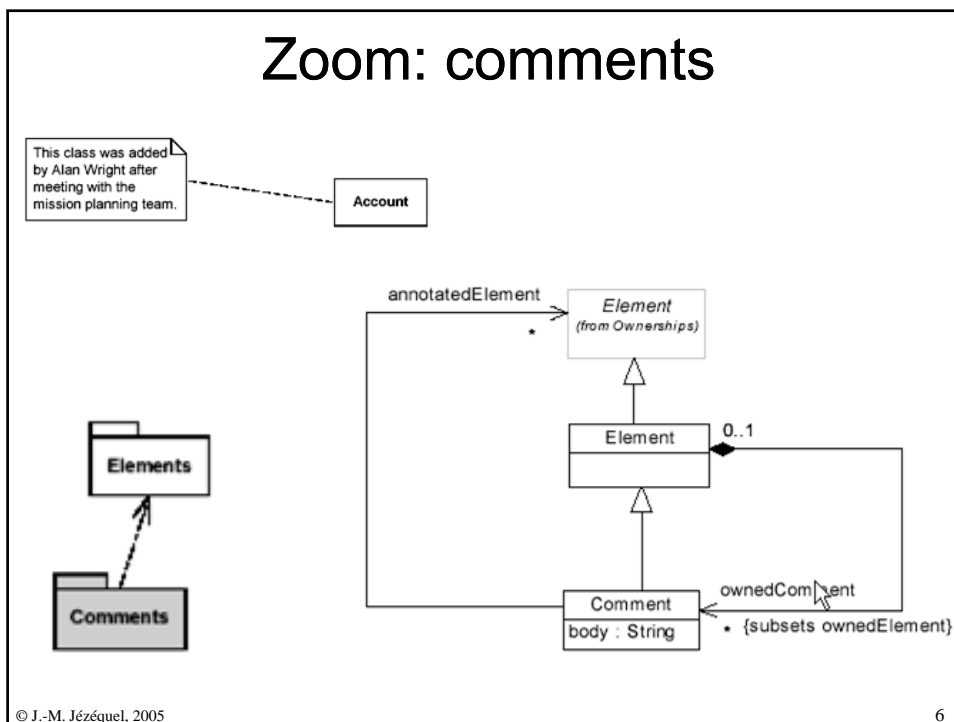 Zoom: comments
This class was added
by Alan Wright after
meeting with the
mission planning team.
Account
annotatedElement
*
Element
(from Ownerships)
Element
0..1
Elements
Comments
Comment
body : String
ownedComment
* {subsets ownedElement}
© J.-M. Jézéquel, 2005
6